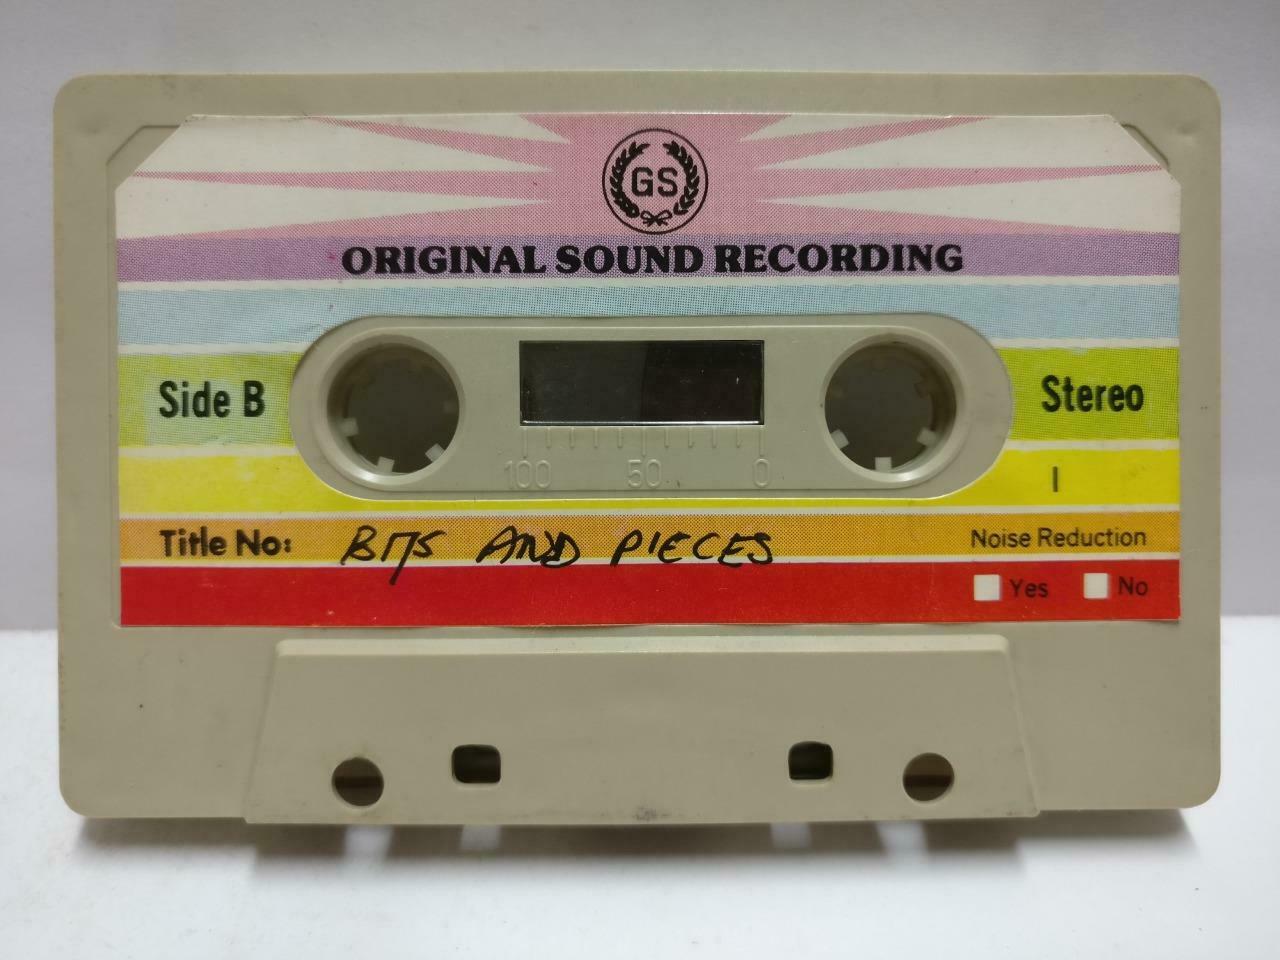 GS
ORIGINAL SOUND RECORDING
Side B
Stereo
100 50 0
I
Title No: BITS AND PIECES
Noise Reduction
Yes No